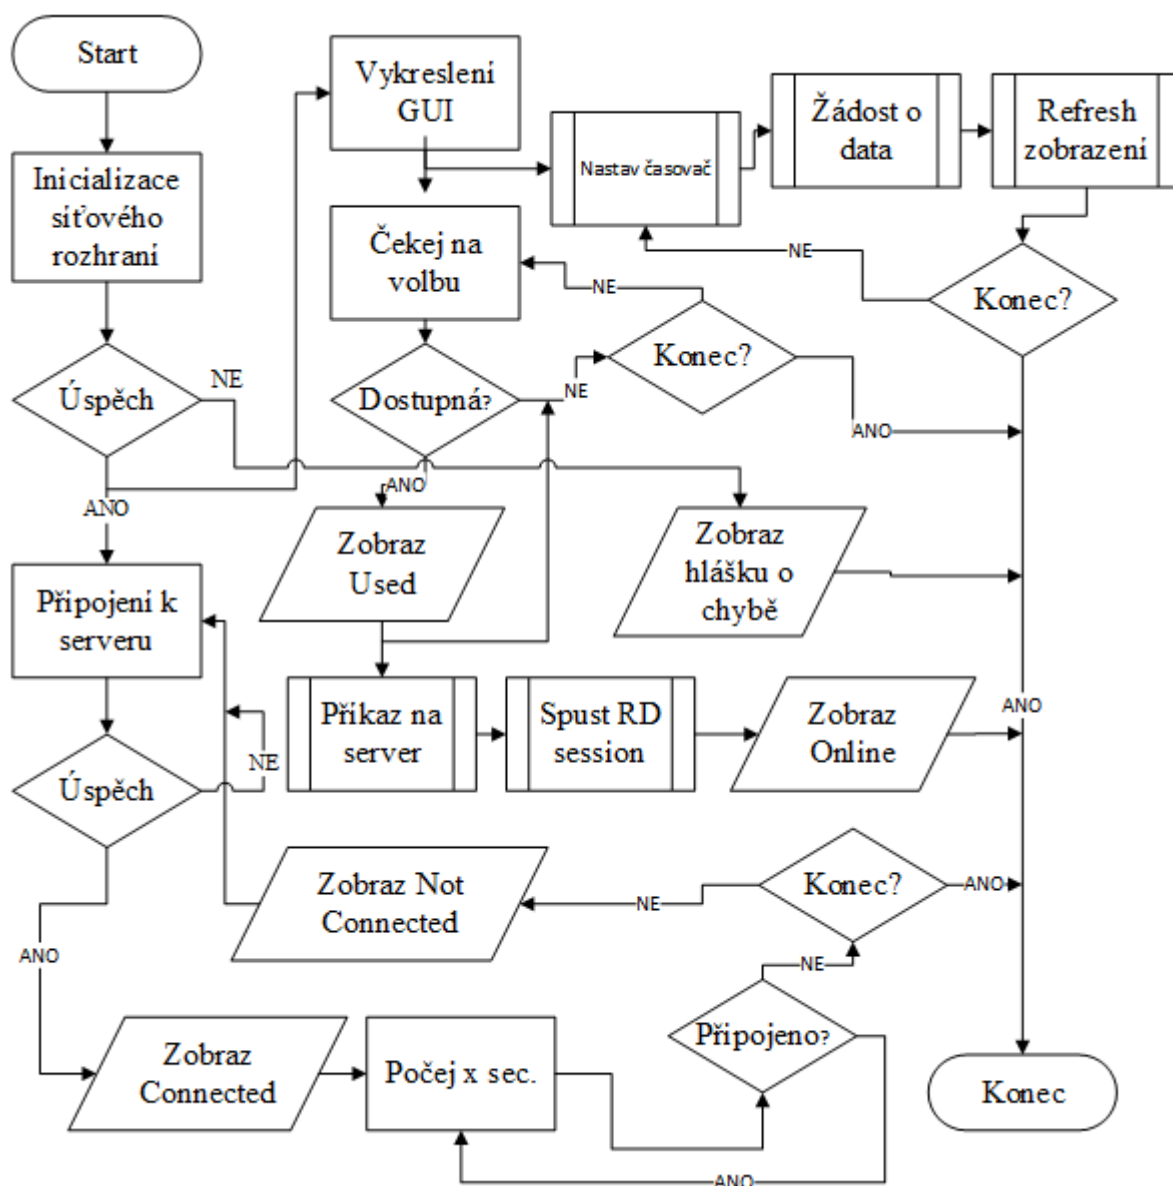 Start
Vykreslení
GUI
Nastav časovač
Žádost o
data
Refresh
zobrazení
Inicializace
síťového
rozhraní
Čekej na
volbu
NE
NE
Konec?
Úspěch
NE
Dostupná?
NE
Konec?
ANO
ANO
ANO
Zobraz
Used
Zobraz
hlášku o
chybě
Připojení k
serveru
Příkaz na
server
Spust RD
session
Zobraz
Online
ANO
Úspěch
NE
Zobraz Not
Connected
NE
Konec?
ANO
ANO
NE
Připojeno?
Zobraz
Connected
Počej x sec.
Konec
ANO